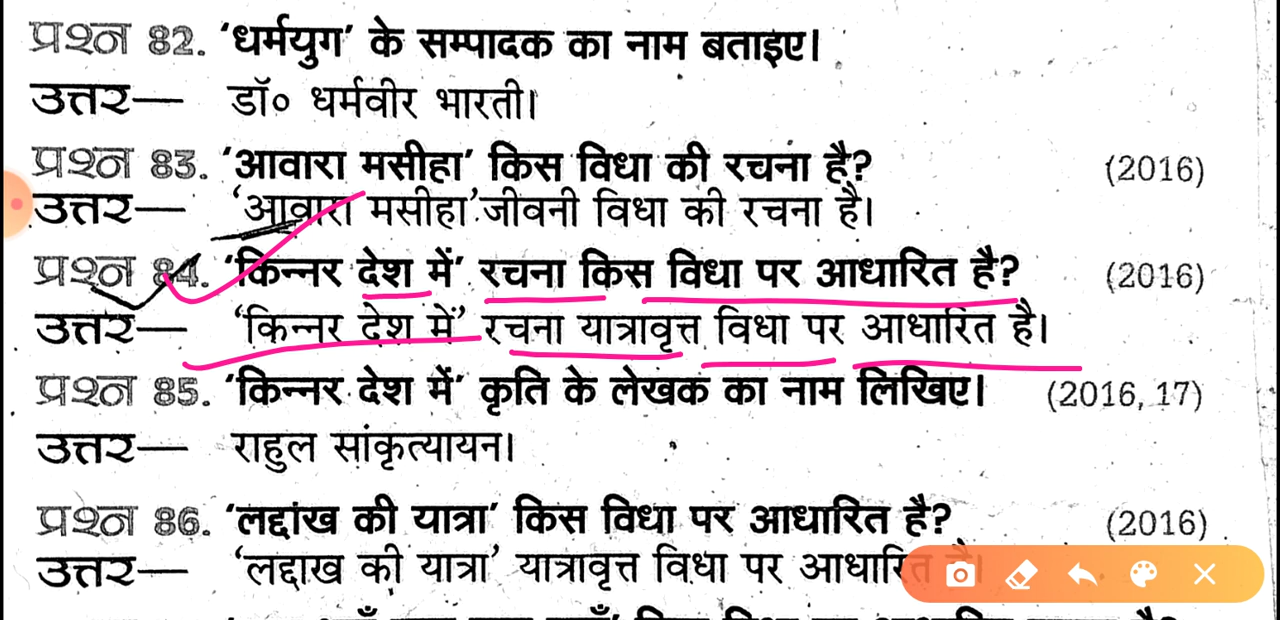 प्रश्न 82. ‘धर्मयुग’ के सम्पादक का नाम बताइए।
उत्तर— डॉ० धर्मवीर भारती।
प्रश्न 83. ‘आवारा मसीहा’ किस विधा की रचना है? (2016)
उत्तर— ‘आवारा मसीहा’ जीवनी विधा की रचना है।
प्रश्न 84. ‘किन्नर देश में’ रचना किस विधा पर आधारित है? (2016)
उत्तर— ‘किन्नर देश में’ रचना यात्रावृत्त विधा पर आधारित है।
प्रश्न 85. ‘किन्नर देश में’ कृति के लेखक का नाम लिखिए। (2016, 17)
उत्तर— राहुल सांकृत्यायन।
प्रश्न 86. ‘लद्दांख की यात्रा’ किस विधा पर आधारित है? (2016)
उत्तर— ‘लद्दाख की यात्रा’ यात्रावृत्त विधा पर आधारित है।